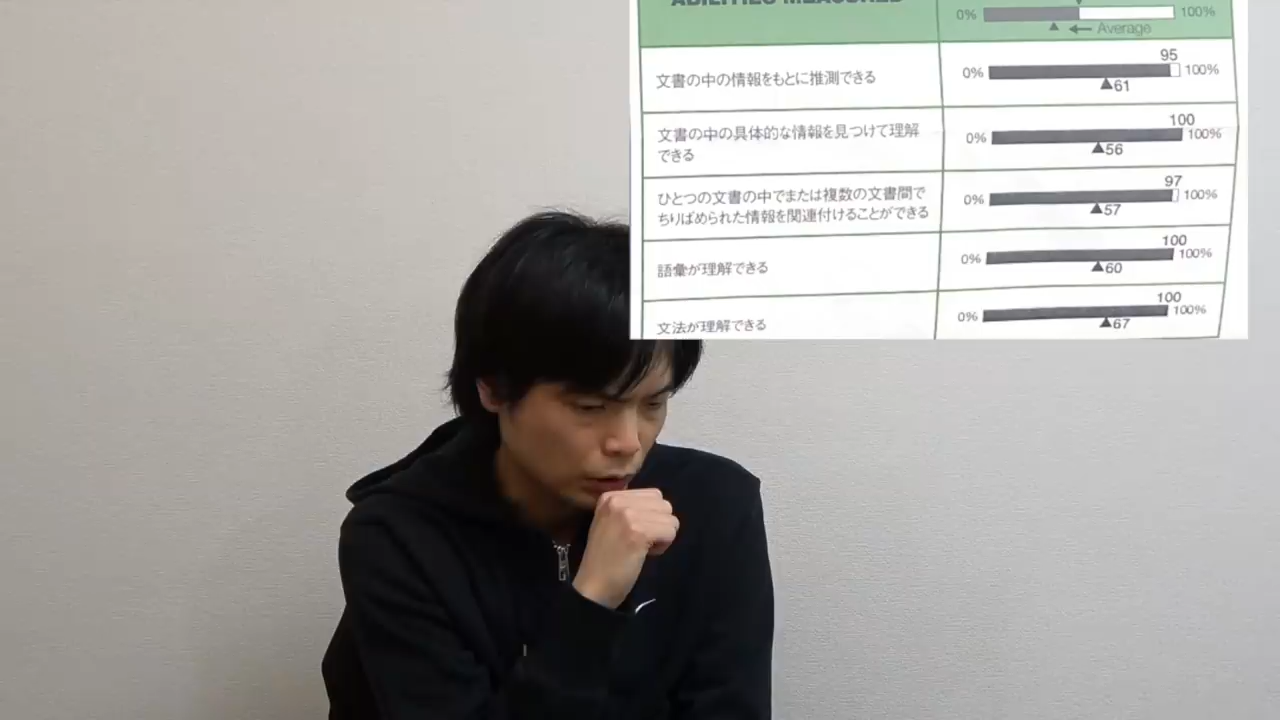 ABILITIES MEASURED
0% 100%
▲ ← Average
文書の中の情報をもとに推測できる
0% 95 100%
▲61
文書の中の具体的な情報を見つけて理解
できる
0% 100 100%
▲56
ひとつの文書の中でまたは複数の文書間で
ちりばめられた情報を関連付けることができる
0% 97 100%
▲57
語彙が理解できる
0% 100 100%
▲60
文法が理解できる
0% 100 100%
▲67